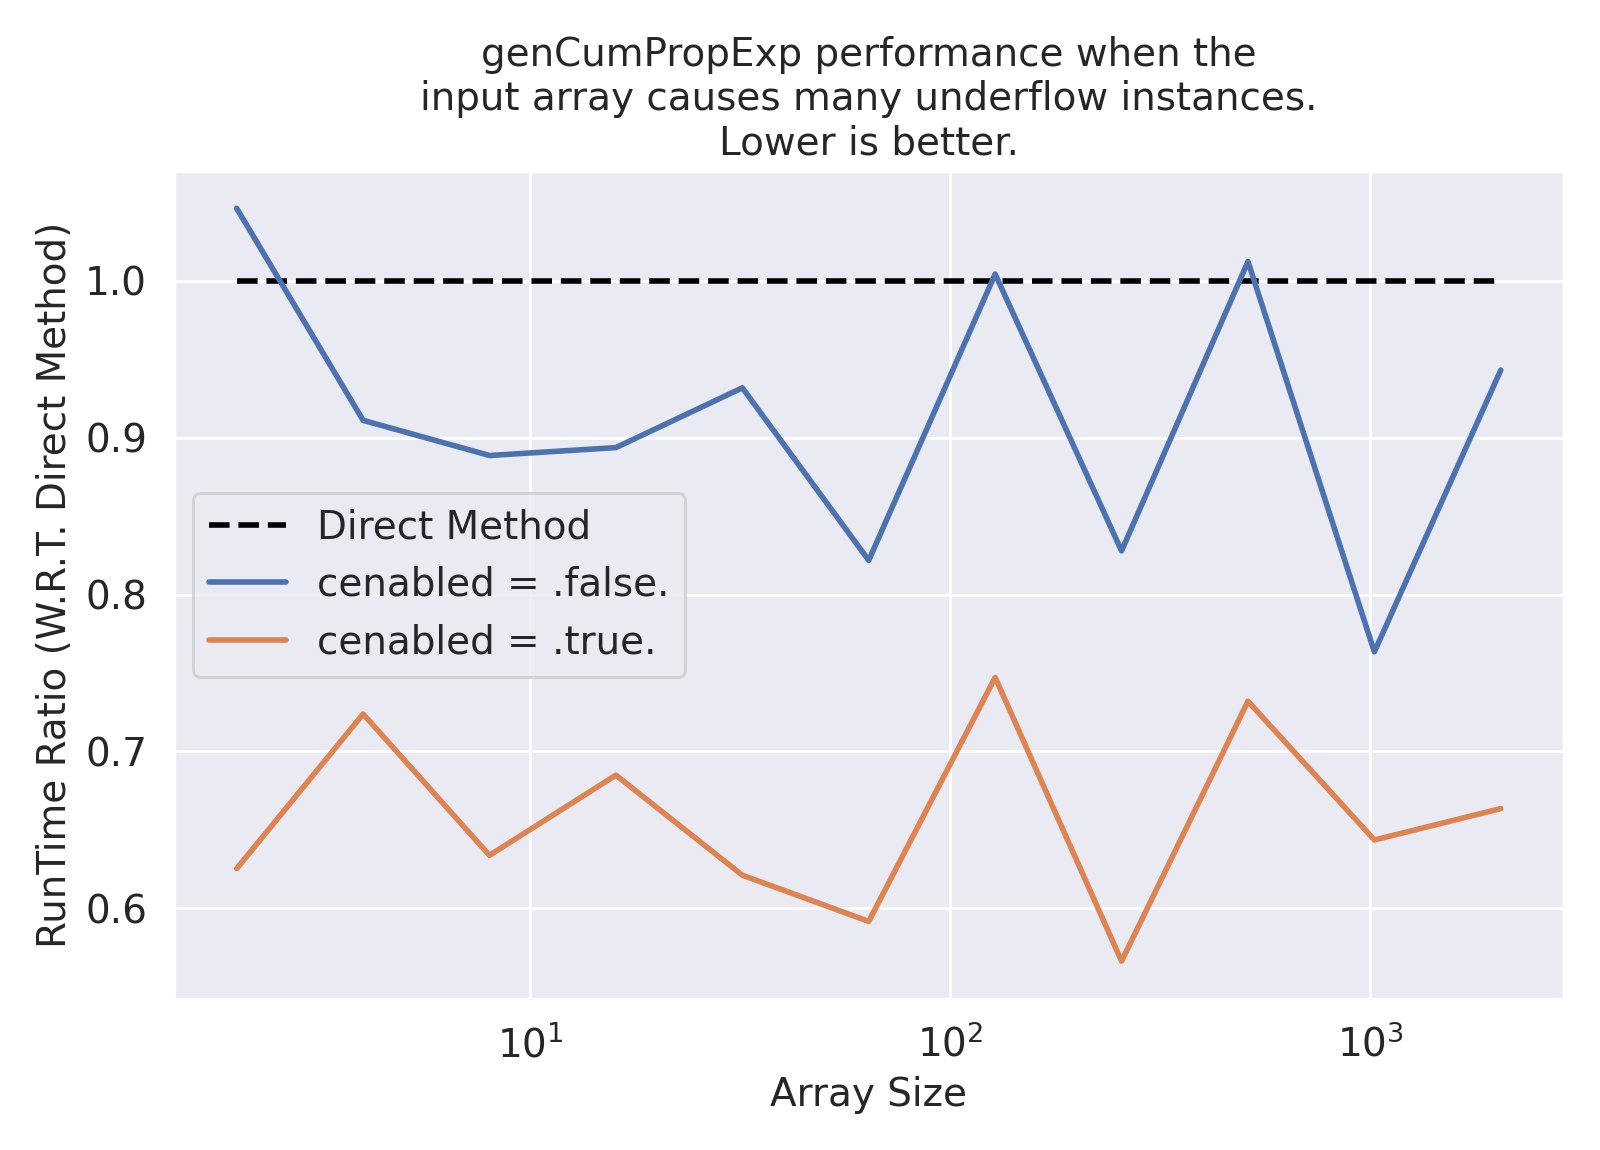 genCumPropExp performance when the
input array causes many underflow instances.
Lower is better.
RunTime Ratio (W.R.T. Direct Method)
1.0
0.9
0.8
0.7
0.6
Direct Method
cenabled = .false.
cenabled = .true.
10¹ 10² 10³
Array Size